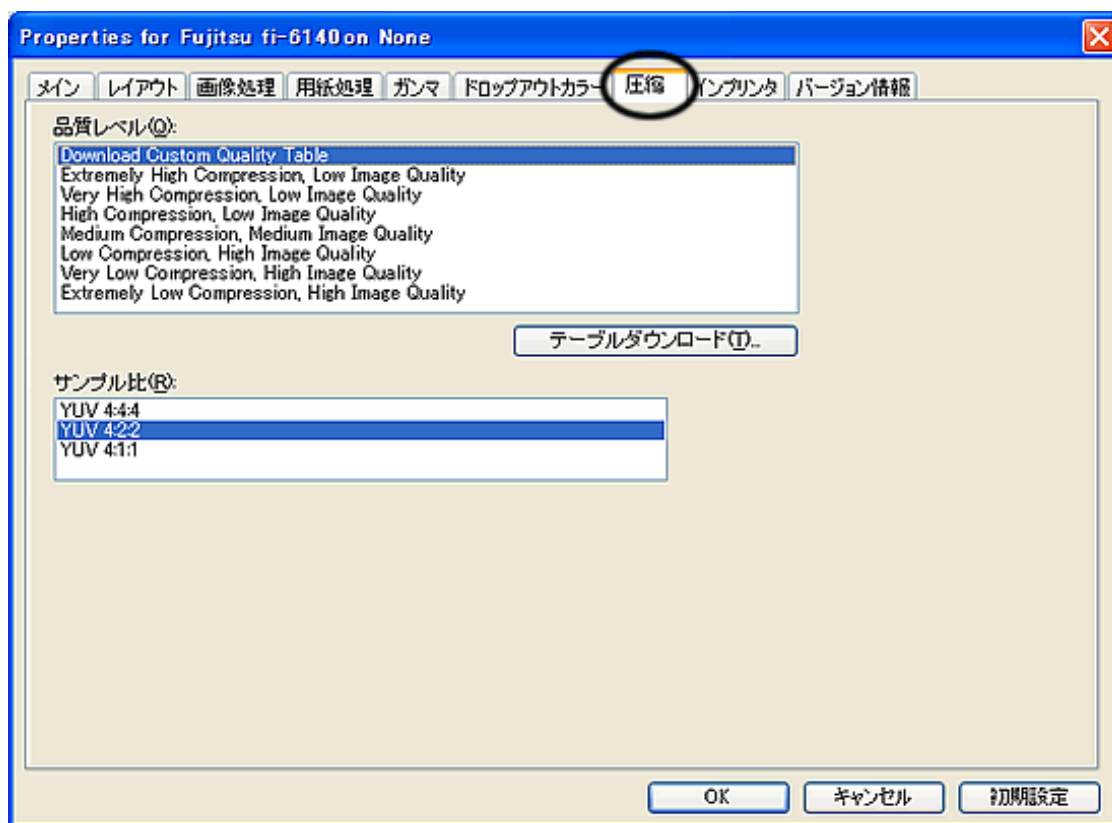 Properties for Fujitsu fi-6140 on None
メイン レイアウト 画像処理 用紙処理 ガンマ ドロップアウトカラー 圧縮 インプリンタ バージョン情報
品質レベル(Q):
Download Custom Quality Table
Extremely High Compression, Low Image Quality
Very High Compression, Low Image Quality
High Compression, Low Image Quality
Medium Compression, Medium Image Quality
Low Compression, High Image Quality
Very Low Compression, High Image Quality
Extremely Low Compression, High Image Quality
テーブルダウンロード(T)...
サンプル比(R):
YUV 4:4:4
YUV 4:2:2
YUV 4:1:1
OK キャンセル 初期設定